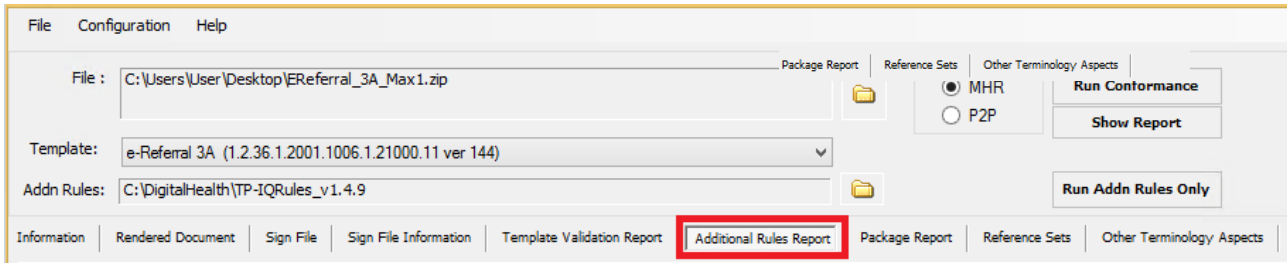 File Configuration Help
Package Report Reference Sets Other Terminology Aspects
File : C:\Users\User\Desktop\EReferral_3A_Max1.zip MHR Run Conformance
P2P Show Report
Template: e-Referral 3A (1.2.36.1.2001.1006.1.21000.11 ver 144)
Addn Rules: C:\DigitalHealth\TP-IQRules_v1.4.9 Run Addn Rules Only
Information Rendered Document Sign File Sign File Information Template Validation Report Additional Rules Report Package Report Reference Sets Other Terminology Aspects